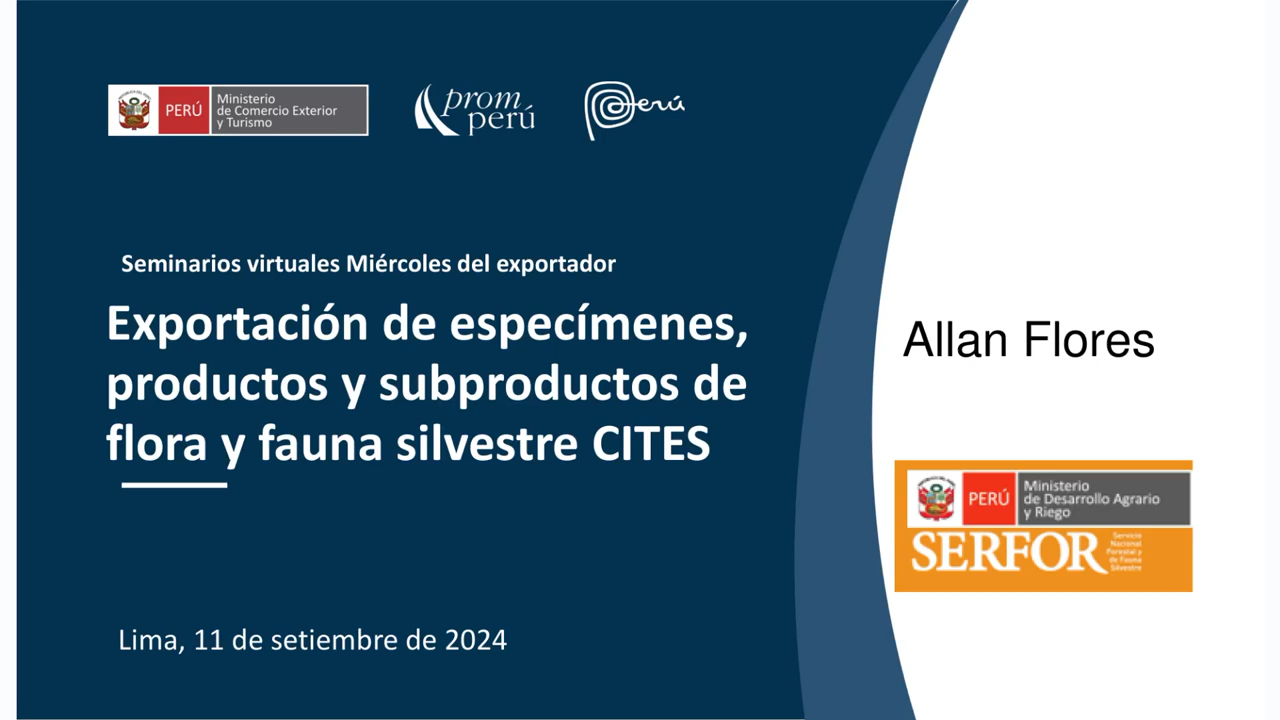 PERÚ
Ministerio
de Comercio Exterior
y Turismo
prom
perú
Perú
Seminarios virtuales Miércoles del exportador
Exportación de especímenes,
productos y subproductos de
flora y fauna silvestre CITES
Lima, 11 de setiembre de 2024
Allan Flores
PERÚ
Ministerio
de Desarrollo Agrario
y Riego
SERFOR
Servicio
Nacional
Forestal y
de Fauna
Silvestre